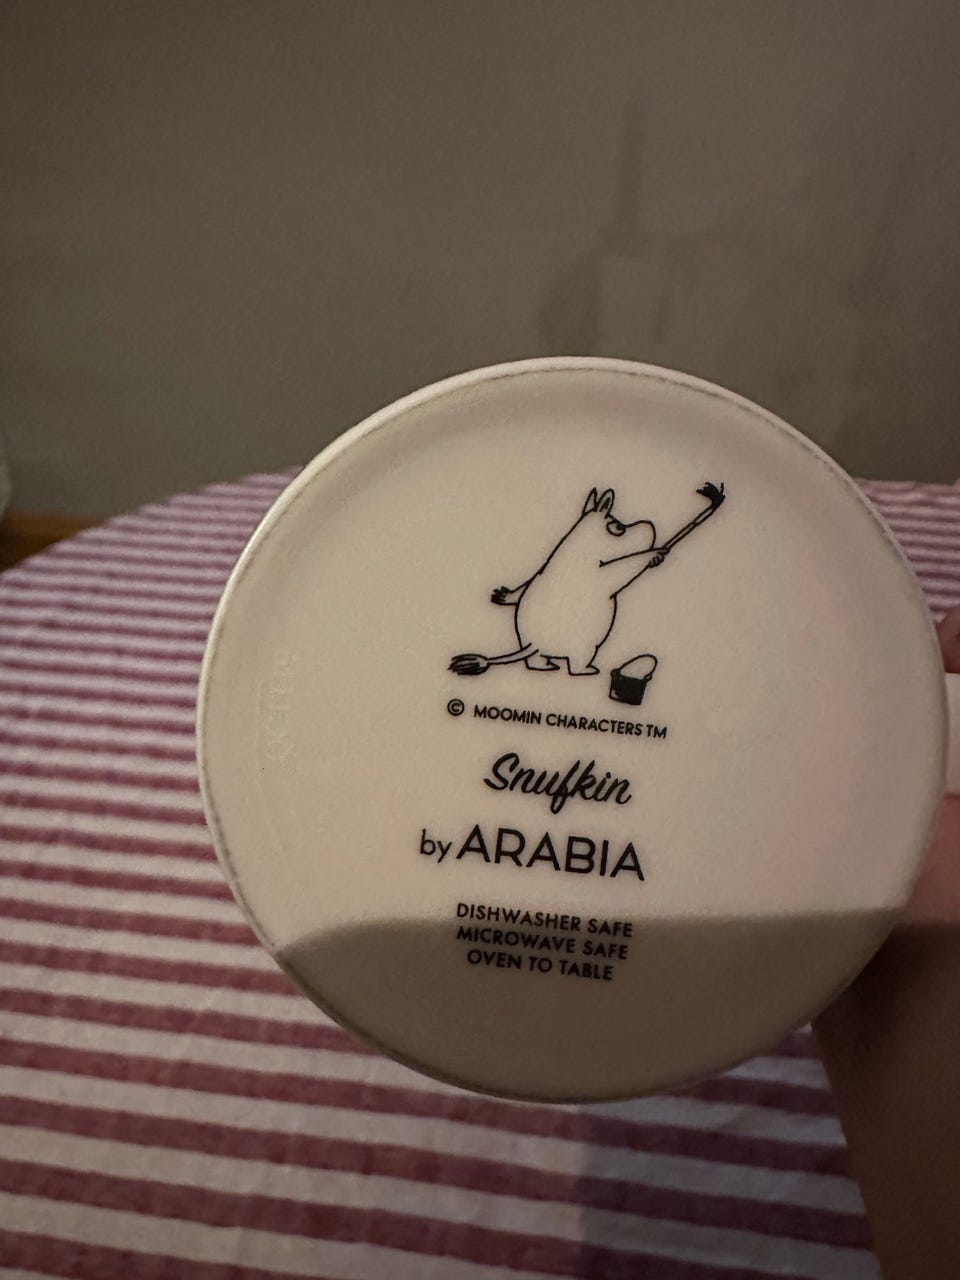 © MOOMIN CHARACTERS TM
Snufkin
by ARABIA
DISHWASHER SAFE
MICROWAVE SAFE
OVEN TO TABLE